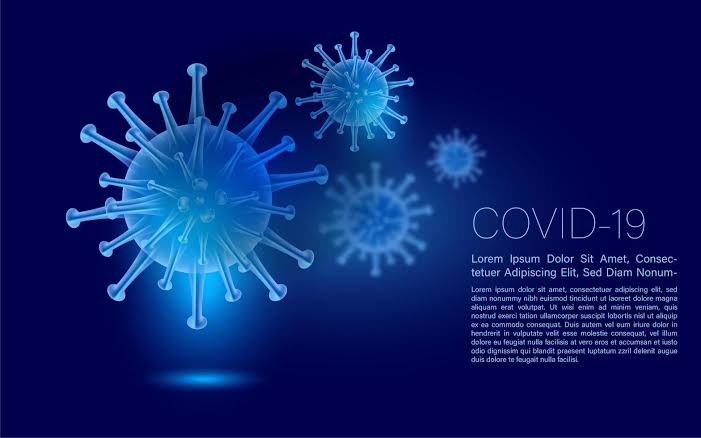 COVID-19
Lorem Ipsum Dolor Sit Amet, Consec-
tetuer Adipiscing Elit, Sed Diam Nonum-
lorem ipsum dolor sit amet, consectetuer adipiscing elit,
sed diam nonummy nibh euismod tincidunt ut laoreet
dolore magna aliquam erat volutpat. Ut wisi enim ad
minim veniam, quis nostrud exerci tation ullamcorper
suscipit lobortis nisl ut aliquip ex ea commodo consequat.
Duis autem vel eum iriure dolor in hendrerit in vulputate
velit esse molestie consequat, vel illum dolore eu feugiat
nulla facilisis at vero eros et accumsan et iusto odio
dignissim qui blandit praesent luptatum zzril delenit augue
duis dolore te feugait nulla facilisi.